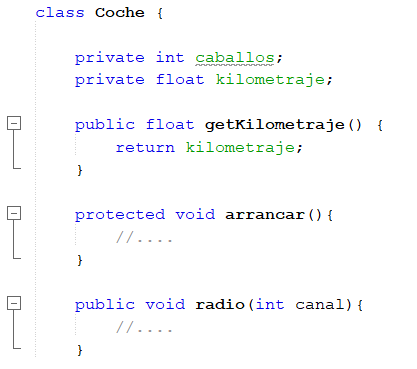 class Coche {
private int caballos;
private float kilometraje;
public float getKilometraje() {
return kilometraje;
}
protected void arrancar(){
//....
}
public void radio(int canal){
//....
}